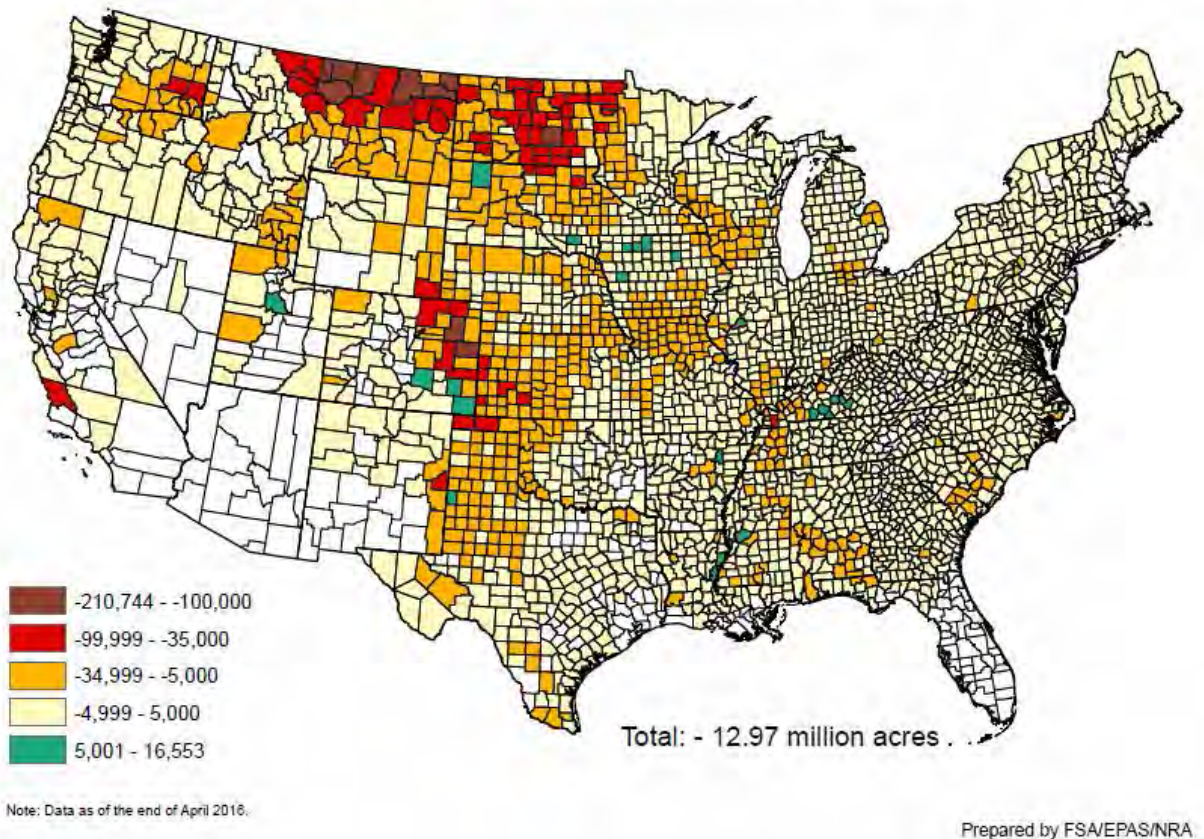 -210,744 - -100,000
-99,999 - -35,000
-34,999 - -5,000
-4,999 - 5,000
5,001 - 16,553
Total: - 12.97 million acres .
Note: Data as of the end of April 2016.
Prepared by FSA/EPAS/NRA